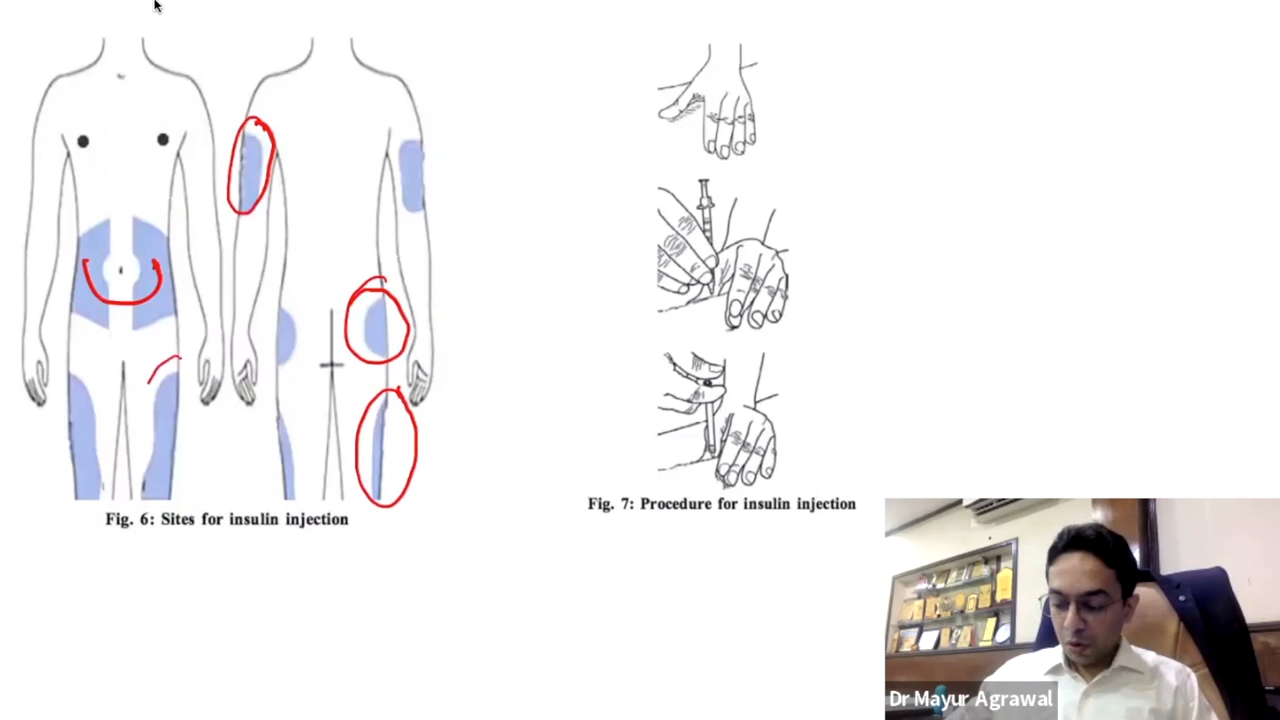 Fig. 6: Sites for insulin injection
Fig. 7: Procedure for insulin injection
Dr Mayur Agrawal